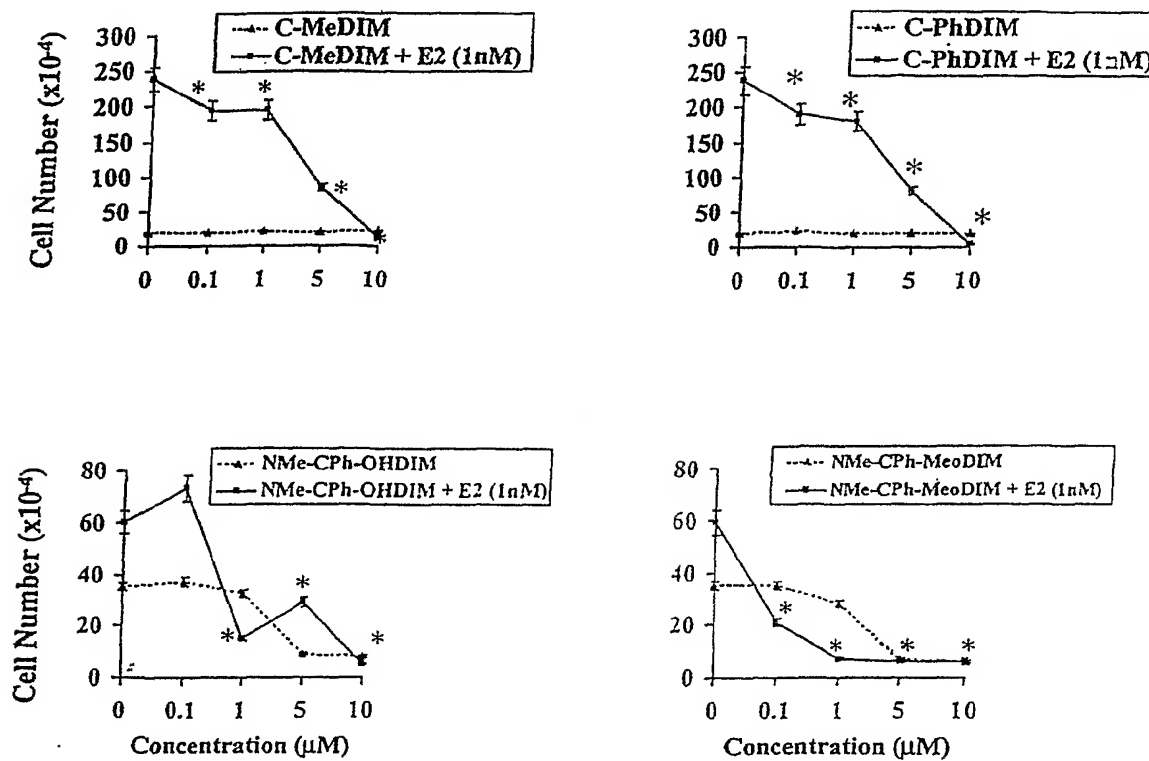 C-MeDIM
C-MeDIM + E2 (1nM)
Cell Number (x10⁻⁴)
300
250
200
150
100
50
0
* * * *
0 0.1 1 5 10
C-PhDIM
C-PhDIM + E2 (1nM)
300
250
200
150
100
50
0
* * * *
0 0.1 1 5 10
NMe-CPh-OHDIM
NMe-CPh-OHDIM + E2 (1nM)
Cell Number (x10⁻⁴)
80
60
40
20
0
* * *
0 0.1 1 5 10
Concentration (µM)
NMe-CPh-MeoDIM
NMe-CPh-MeoDIM + E2 (1nM)
80
60
40
20
0
* * * *
0 0.1 1 5 10
Concentration (µM)